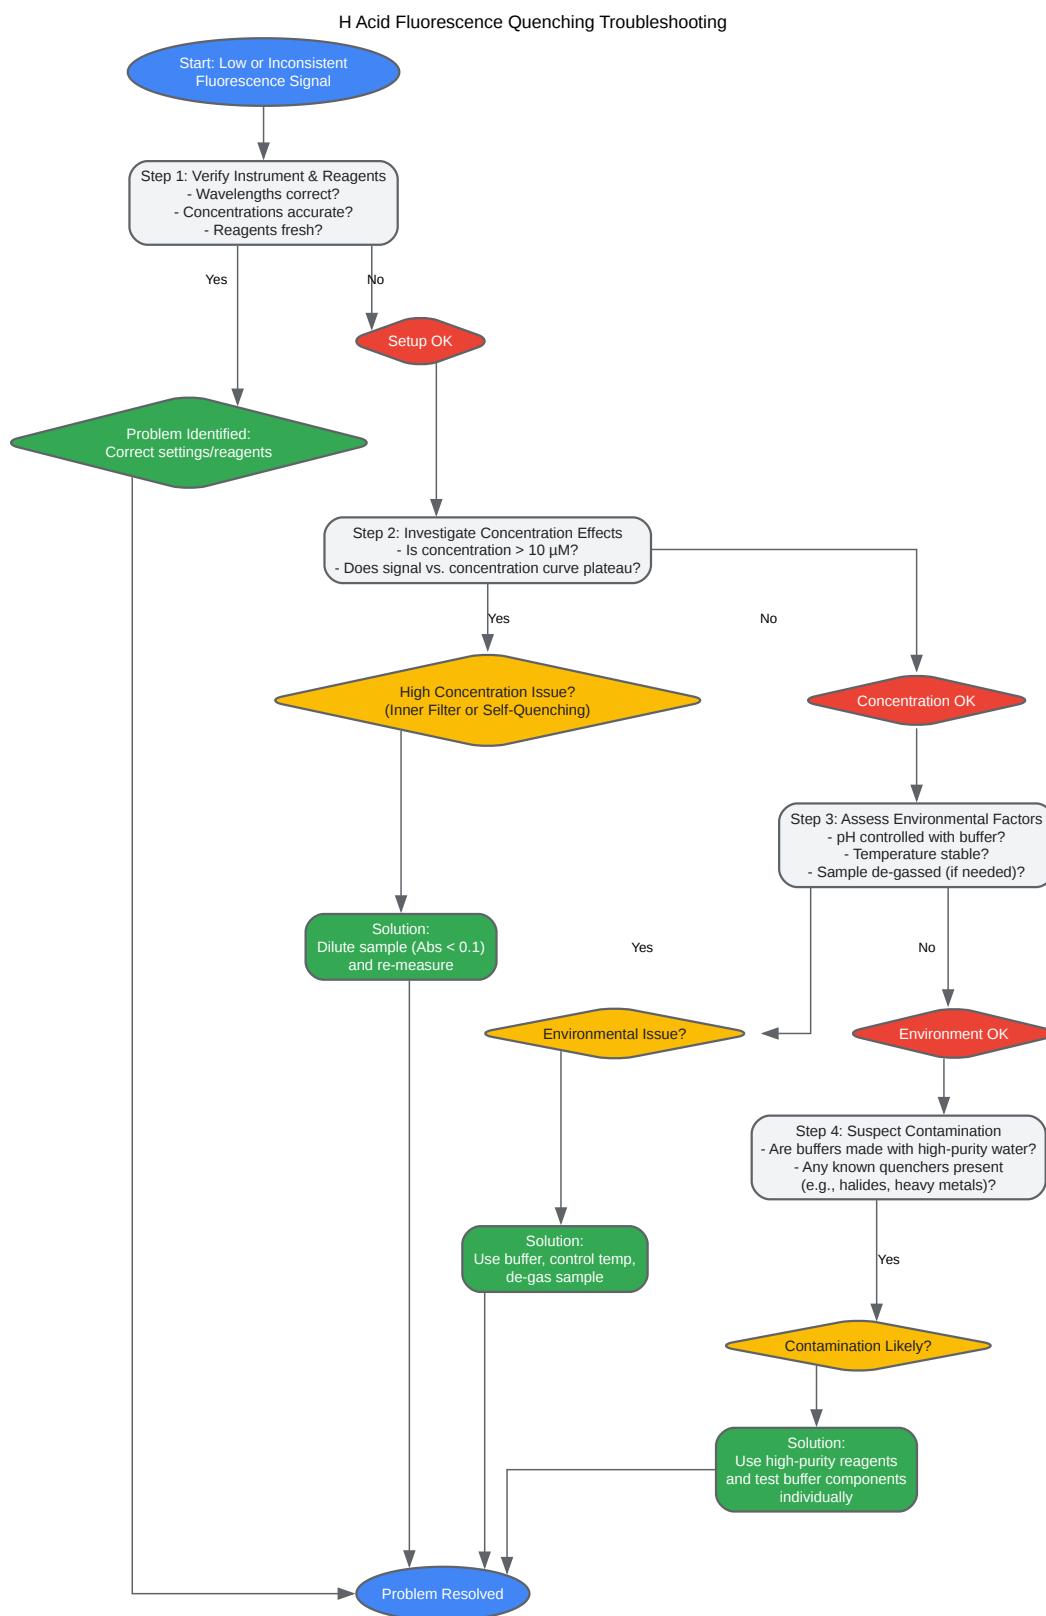 H Acid Fluorescence Quenching Troubleshooting
Start: Low or Inconsistent
Fluorescence Signal
Step 1: Verify Instrument & Reagents
- Wavelengths correct?
- Concentrations accurate?
- Reagents fresh?
Yes
No
Setup OK
Problem Identified:
Correct settings/reagents
Step 2: Investigate Concentration Effects
- Is concentration > 10 µM?
- Does signal vs. concentration curve plateau?
Yes
No
High Concentration Issue?
(Inner Filter or Self-Quenching)
Concentration OK
Step 3: Assess Environmental Factors
- pH controlled with buffer?
- Temperature stable?
- Sample de-gassed (if needed)?
Solution:
Dilute sample (Abs < 0.1)
and re-measure
Yes
No
Environmental Issue?
Environment OK
Step 4: Suspect Contamination
- Are buffers made with high-purity water?
- Any known quenchers present
(e.g., halides, heavy metals)?
Solution:
Use buffer, control temp,
de-gas sample
Yes
Contamination Likely?
Solution:
Use high-purity reagents
and test buffer components
individually
Problem Resolved